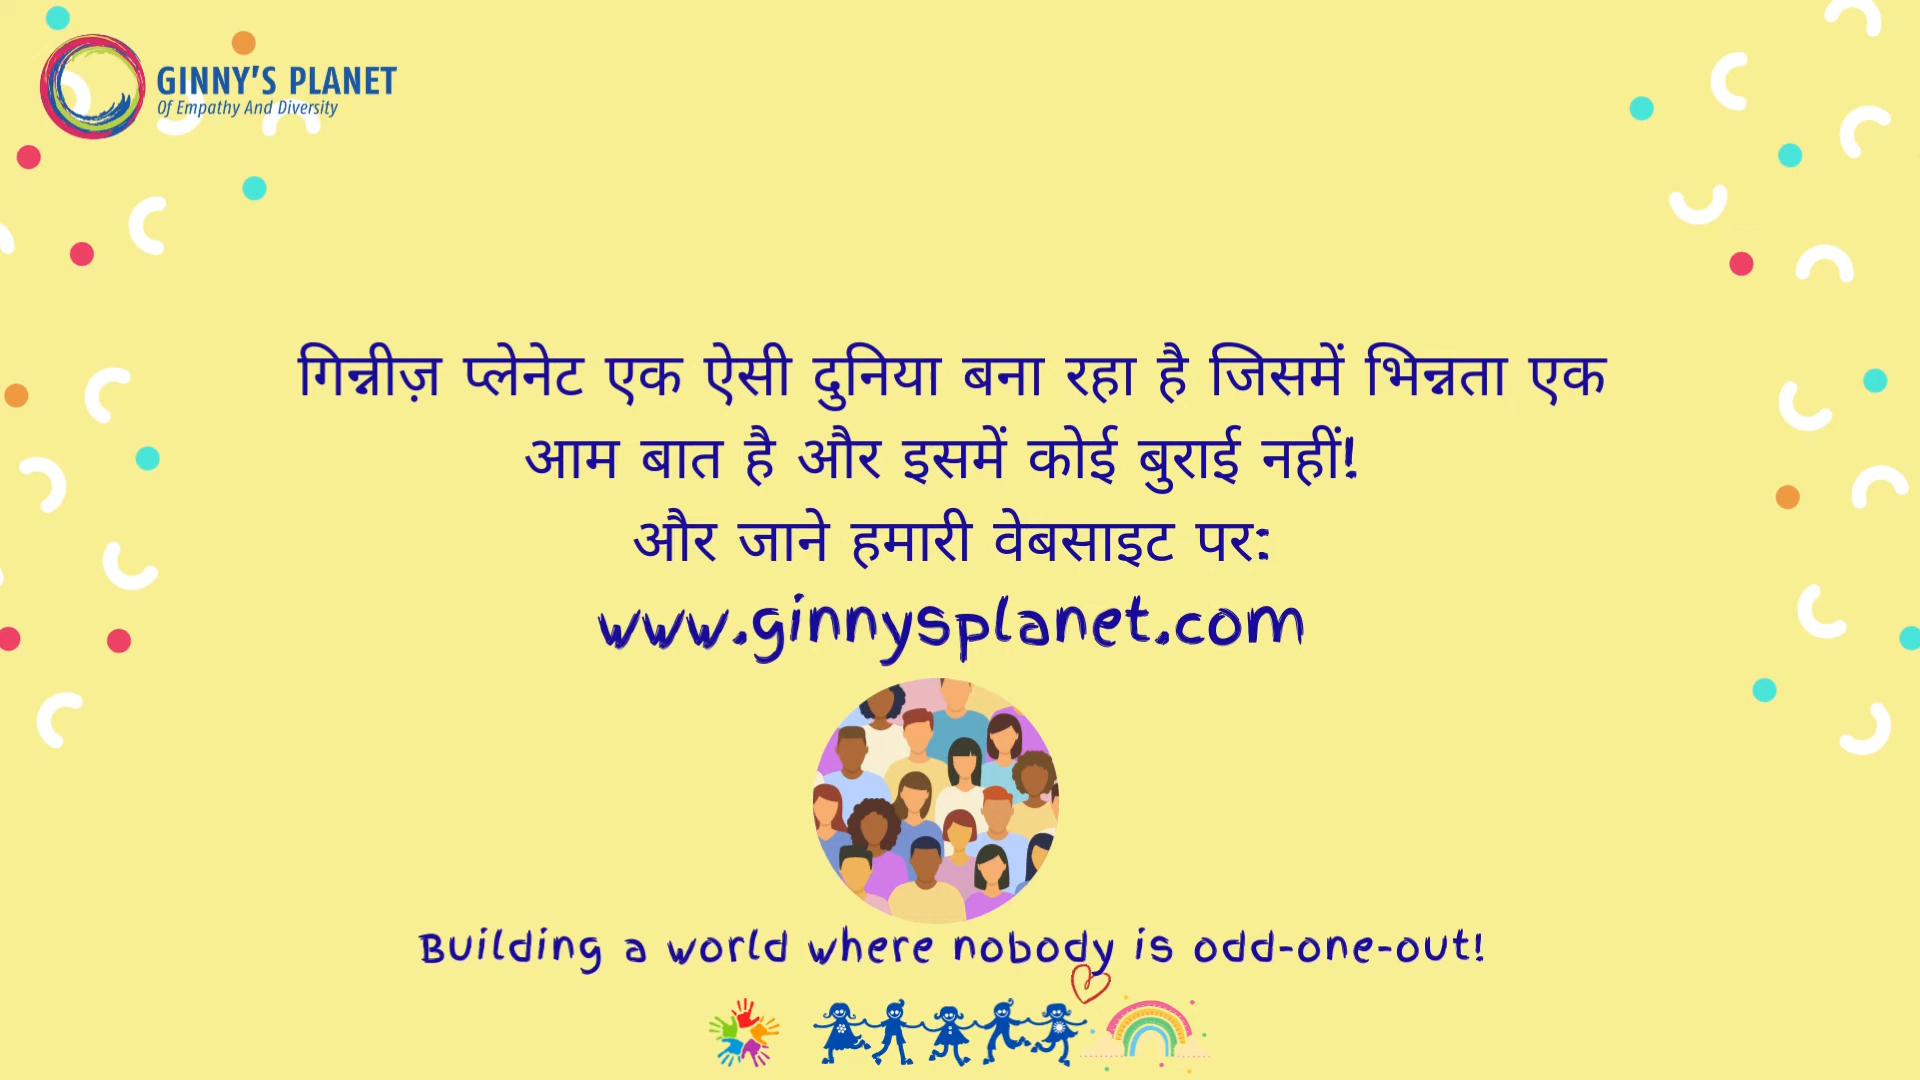 GINNY'S PLANET
Of Empathy And Diversity
गिन्नीज़ प्लेनेट एक ऐसी दुनिया बना रहा है जिसमें भिन्नता एक
आम बात है और इसमें कोई बुराई नहीं!
और जाने हमारी वेबसाइट पर:
www.ginnysplanet.com
Building a world where nobody is odd-one-out!